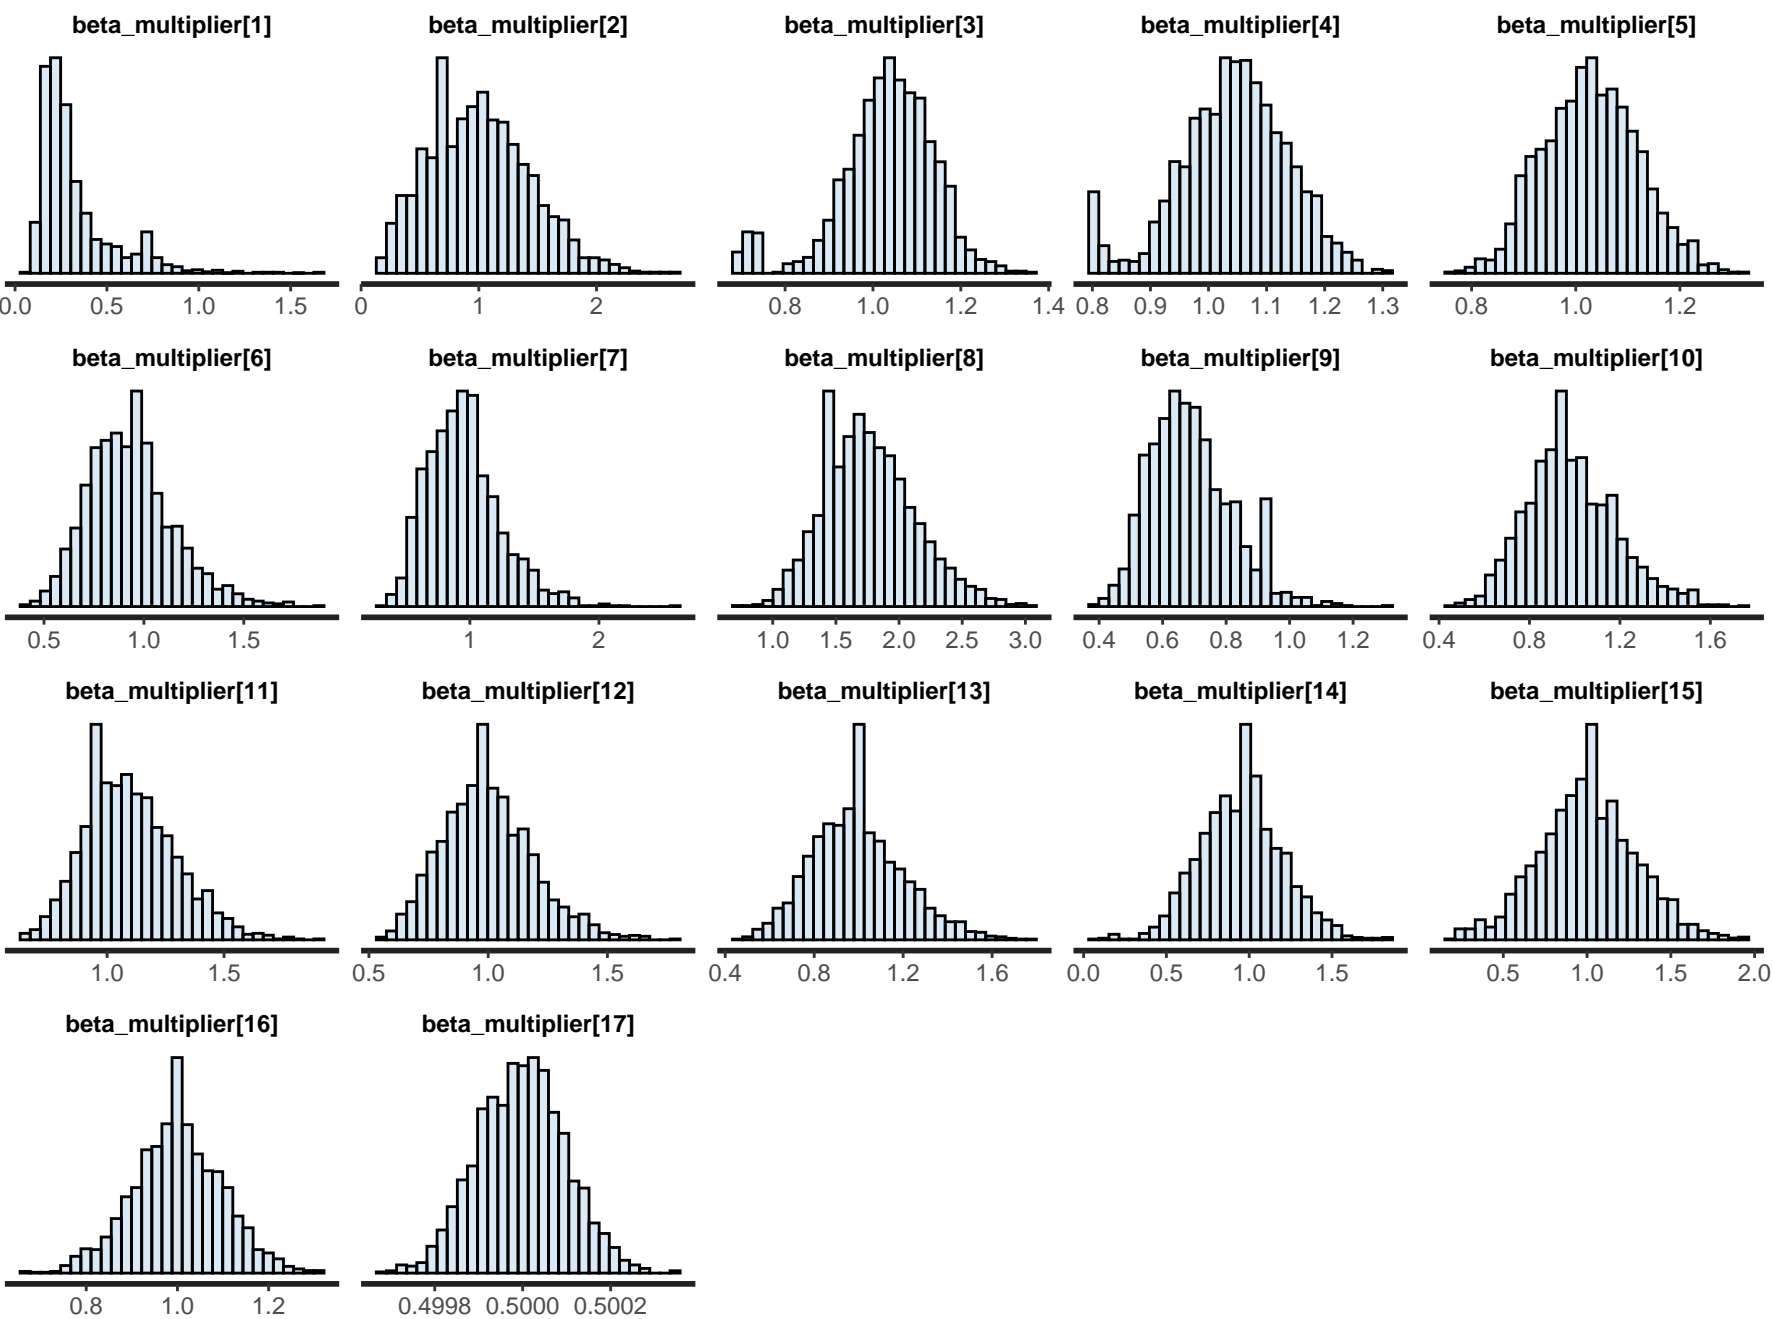 beta_multiplier[1] beta_multiplier[2] beta_multiplier[3] beta_multiplier[4] beta_multiplier[5]
0.0 0.5 1.0 1.5 0 1 2 0.8 1.0 1.2 1.4 0.8 0.9 1.0 1.1 1.2 1.3 0.8 1.0 1.2
beta_multiplier[6] beta_multiplier[7] beta_multiplier[8] beta_multiplier[9] beta_multiplier[10]
0.5 1.0 1.5 1 2 1.0 1.5 2.0 2.5 3.0 0.4 0.6 0.8 1.0 1.2 0.4 0.8 1.2 1.6
beta_multiplier[11] beta_multiplier[12] beta_multiplier[13] beta_multiplier[14] beta_multiplier[15]
1.0 1.5 0.5 1.0 1.5 0.4 0.8 1.2 1.6 0.0 0.5 1.0 1.5 0.5 1.0 1.5 2.0
beta_multiplier[16] beta_multiplier[17]
0.8 1.0 1.2 0.4998 0.5000 0.5002